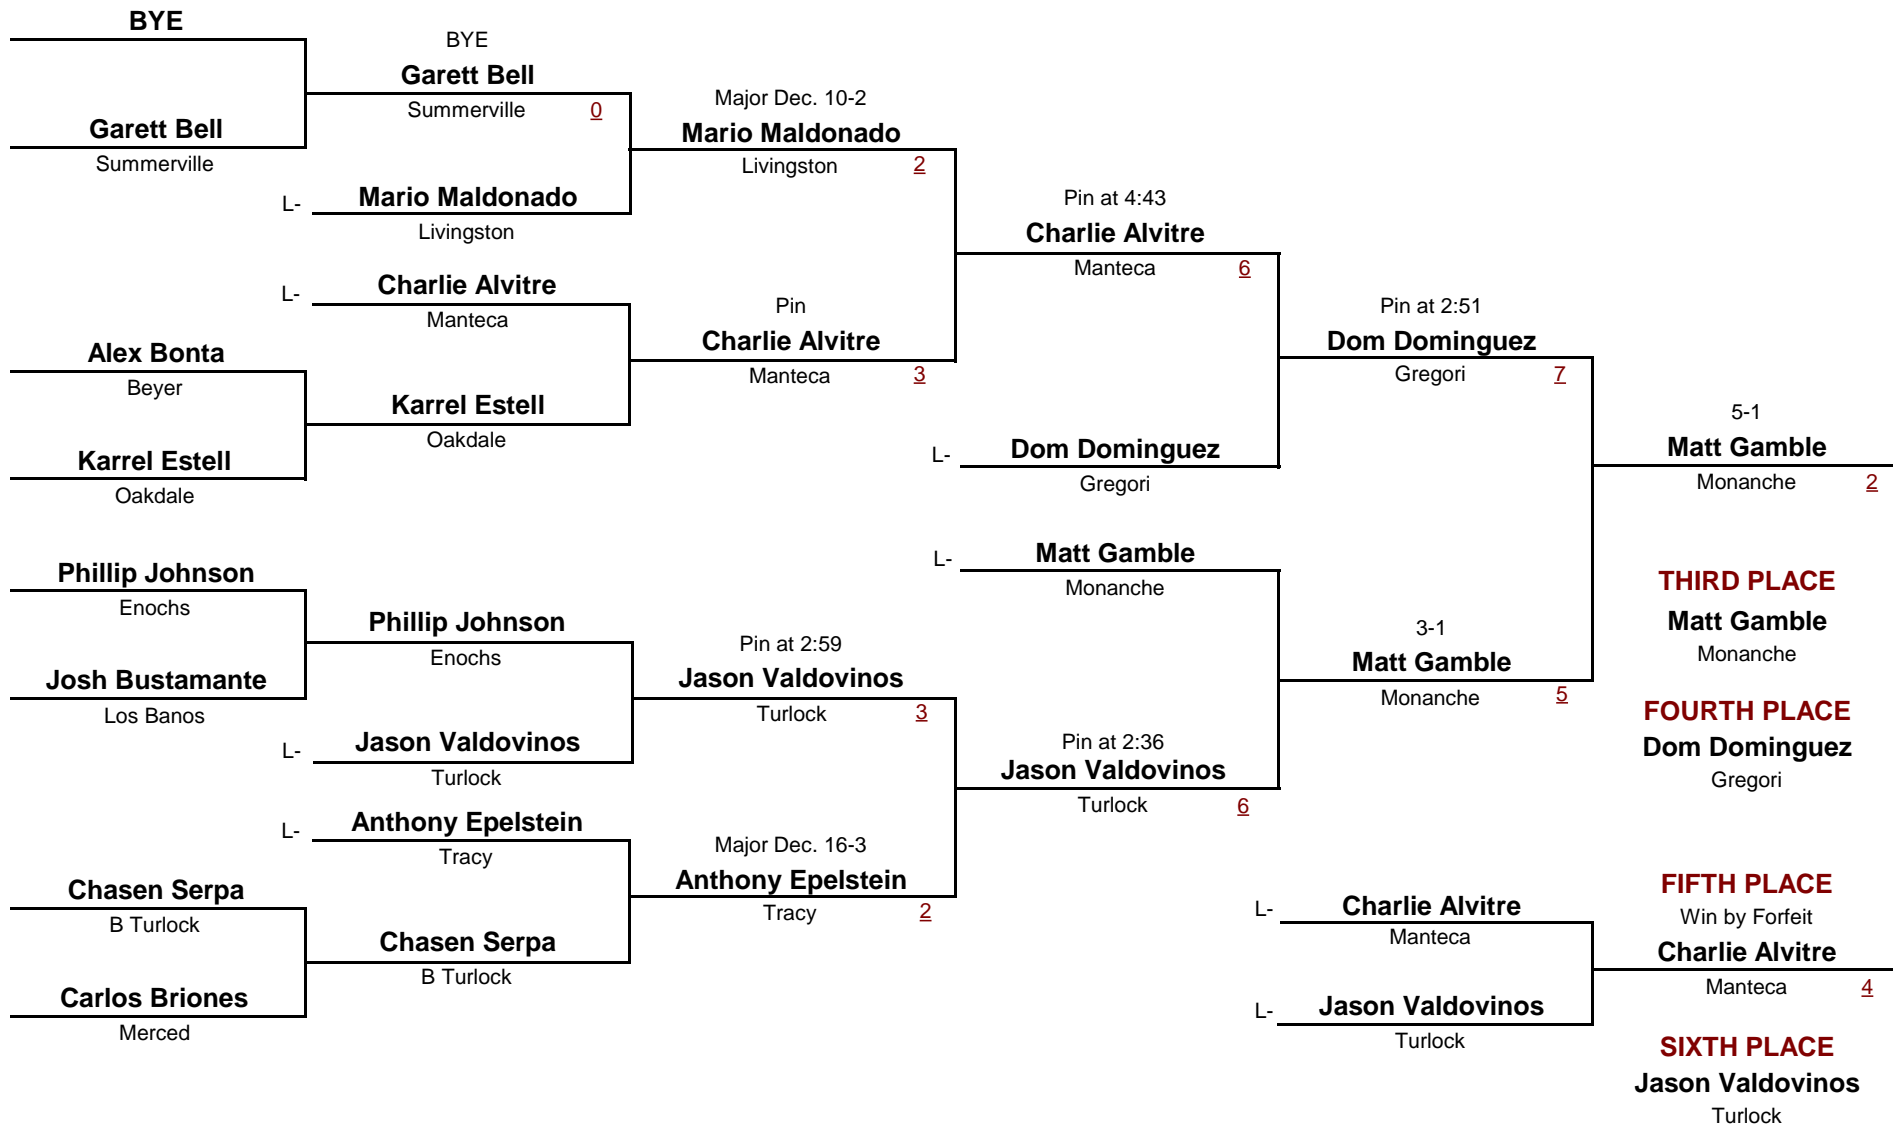 BYE
Garett Bell
Summerville
Alex Bonta
Beyer
Karrel Estell
Oakdale
Phillip Johnson
Enochs
Josh Bustamante
Los Banos
Chasen Serpa
B Turlock
Carlos Briones
Merced
BYE
Garett Bell
Summerville 0
L- Mario Maldonado
Livingston
L- Charlie Alvitre
Manteca
Karrel Estell
Oakdale
Phillip Johnson
Enochs
L- Jason Valdovinos
Turlock
L- Anthony Epelstein
Tracy
Chasen Serpa
B Turlock
Major Dec. 10-2
Mario Maldonado
Livingston 2
Pin
Charlie Alvitre
Manteca 3
Pin at 2:59
Jason Valdovinos
Turlock 3
Major Dec. 16-3
Anthony Epelstein
Tracy 2
Pin at 4:43
Charlie Alvitre
Manteca 6
L- Dom Dominguez
Gregori
L- Matt Gamble
Monanche
Pin at 2:36
Jason Valdovinos
Turlock 6
Pin at 2:51
Dom Dominguez
Gregori 7
3-1
Matt Gamble
Monanche 5
L- Charlie Alvitre
Manteca
L- Jason Valdovinos
Turlock
5-1
Matt Gamble
Monanche 2
THIRD PLACE
Matt Gamble
Monanche
FOURTH PLACE
Dom Dominguez
Gregori
FIFTH PLACE
Win by Forfeit
Charlie Alvitre
Manteca 4
SIXTH PLACE
Jason Valdovinos
Turlock